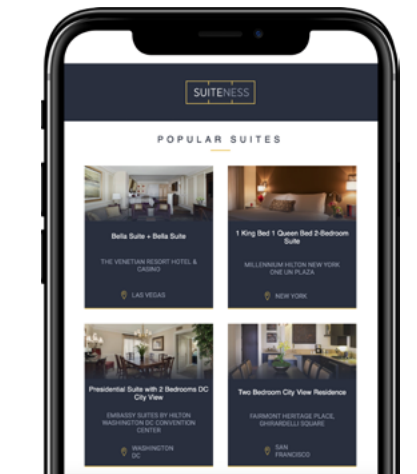 SUITENESS
POPULAR SUITES
Bella Suite + Bella Suite
THE VENETIAN RESORT HOTEL &
CASINO
LAS VEGAS
1 King Bed 1 Queen Bed 2-Bedroom
Suite
MILLENNIUM HILTON NEW YORK
ONE UN PLAZA
NEW YORK
Presidential Suite with 2 Bedrooms DC
City View
EMBASSY SUITES BY HILTON
WASHINGTON DC CONVENTION
CENTER
WASHINGTON
DC
Two Bedroom City View Residence
FAIRMONT HERITAGE PLACE,
GHIRARDELLI SQUARE
SAN
FRANCISCO